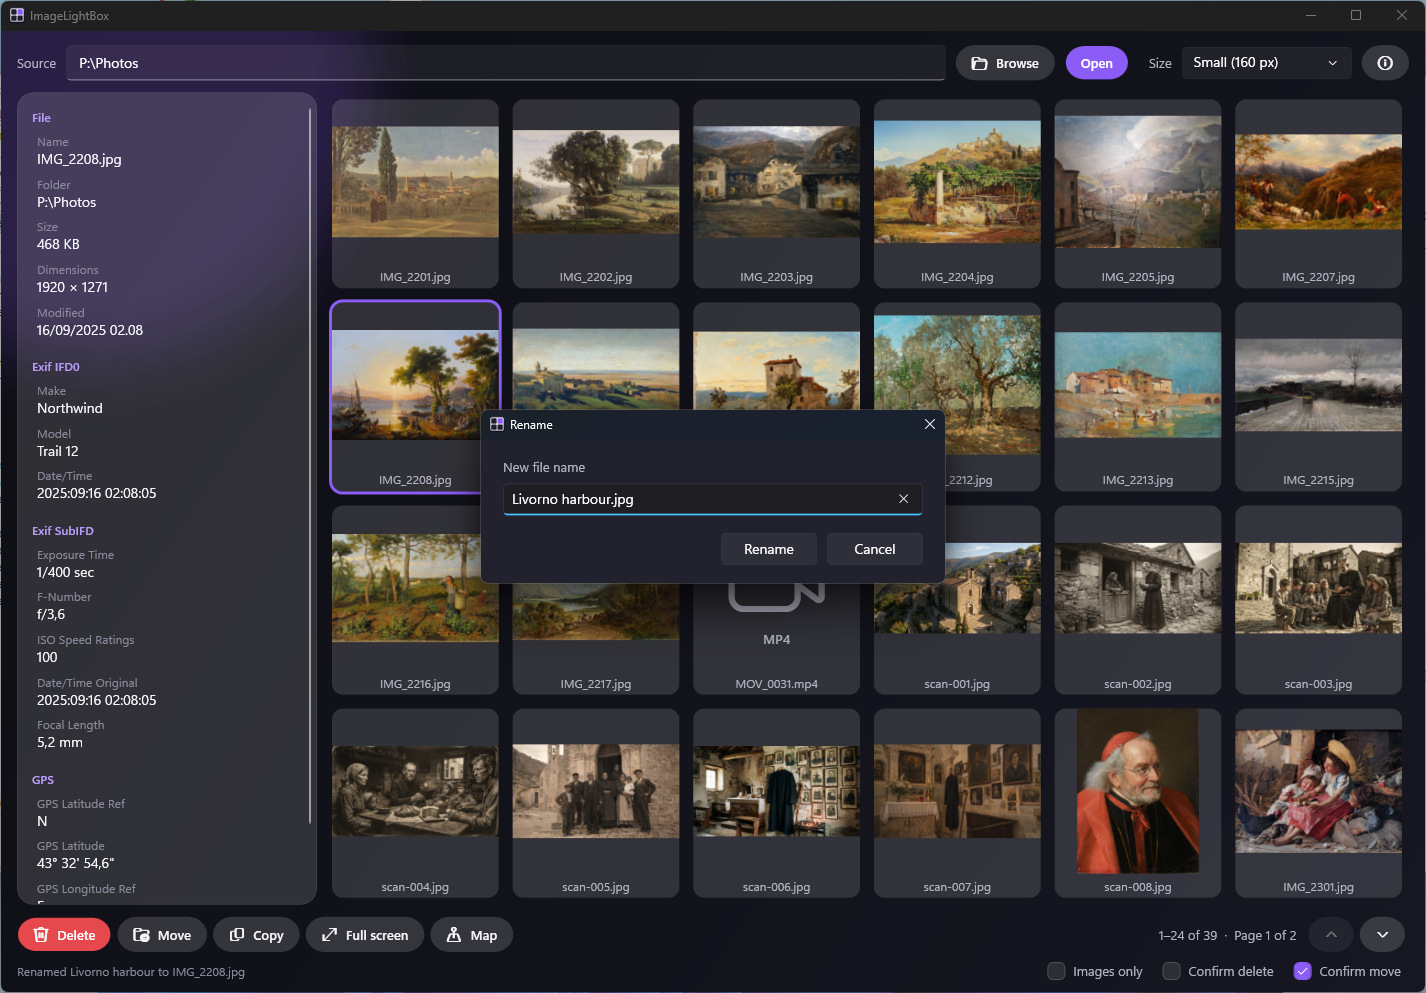 ImageLightBox
Source
P:\Photos
Browse
Open
Size
Small (160 px)
File
Name
IMG_2208.jpg
Folder
P:\Photos
Size
468 KB
Dimensions
1920 × 1271
Modified
16/09/2025 02.08
Exif IFD0
Make
Northwind
Model
Trail 12
Date/Time
2025:09:16 02:08:05
Exif SubIFD
Exposure Time
1/400 sec
F-Number
f/3,6
ISO Speed Ratings
100
Date/Time Original
2025:09:16 02:08:05
Focal Length
5,2 mm
GPS
GPS Latitude Ref
N
GPS Latitude
43° 32' 54,6"
GPS Longitude Ref
IMG_2201.jpg
IMG_2202.jpg
IMG_2203.jpg
IMG_2204.jpg
IMG_2205.jpg
IMG_2207.jpg
IMG_2208.jpg
_2212.jpg
IMG_2213.jpg
IMG_2215.jpg
Rename
New file name
Livorno harbour.jpg
Rename
Cancel
MP4
IMG_2216.jpg
IMG_2217.jpg
MOV_0031.mp4
scan-001.jpg
scan-002.jpg
scan-003.jpg
scan-004.jpg
scan-005.jpg
scan-006.jpg
scan-007.jpg
scan-008.jpg
IMG_2301.jpg
Delete
Move
Copy
Full screen
Map
1–24 of 39 · Page 1 of 2
Renamed Livorno harbour to IMG_2208.jpg
Images only
Confirm delete
Confirm move